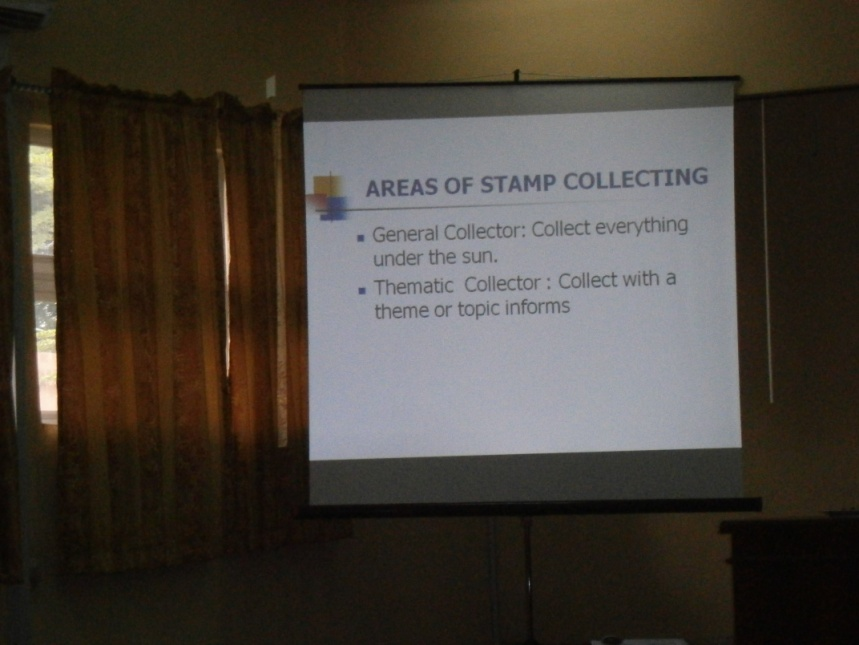 AREAS OF STAMP COLLECTING
General Collector: Collect everything
under the sun.
Thematic Collector : Collect with a
theme or topic informs